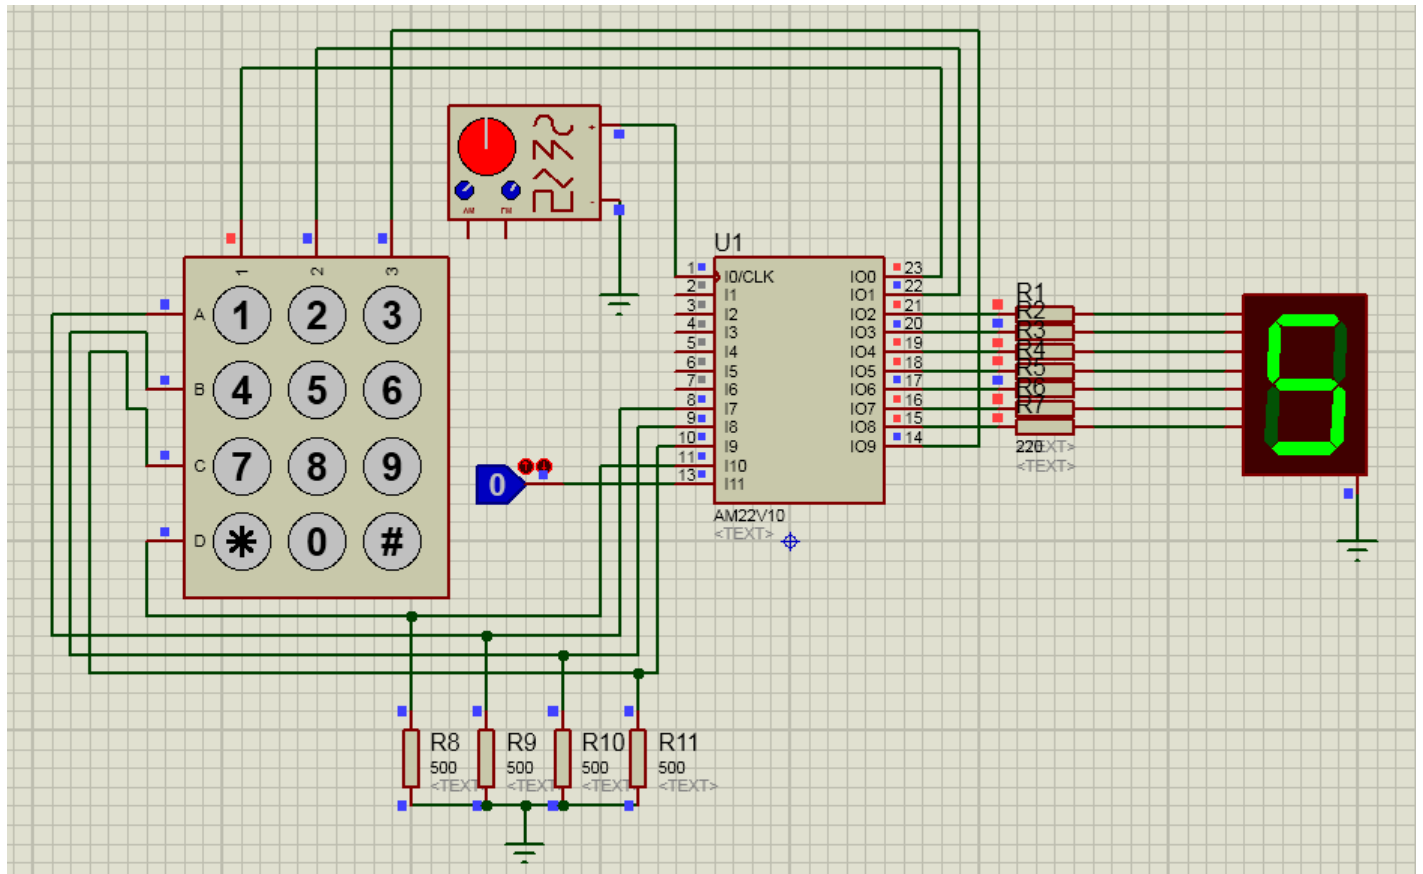 AM FM
1 2 3
A 1 2 3
B 4 5 6
C 7 8 9
D * 0 #
0
U1
1 I0/CLK IO0 23
2 I1 IO1 22
3 I2 IO2 21
4 I3 IO3 20
5 I4 IO4 19
6 I5 IO5 18
7 I6 IO6 17
8 I7 IO7 16
9 I8 IO8 15
10 I9 IO9 14
11 I10
13 I11
AM22V10
<TEXT>
R1
R2
R3
R4
R5
R6
R7
220
<TEXT>
5
R8 R9 R10 R11
500 500 500 500
<TEXT <TEXT <TEXT <TEXT>